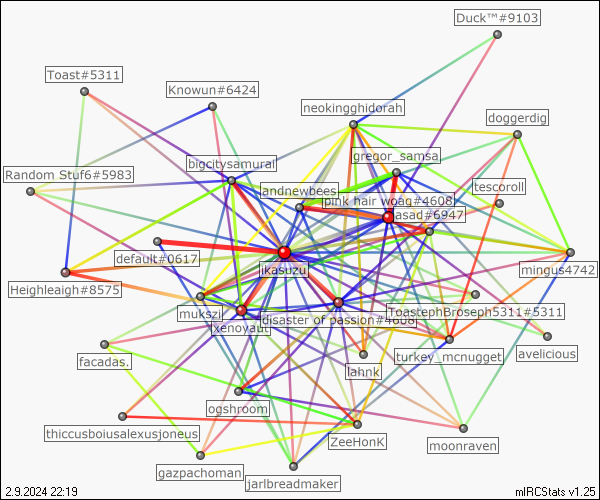 Duck™#9103
Toast#5311
Knowun#6424
neokingghidorah
doggerdig
gregor_samsa
bigcitysamurai
Random Stuf6#5983
andnewbees
tescoroll
pink hair woag#4608
asad#6947
default#0617
ikasuzu
mingus4742
Heighleaigh#8575
mukszi
ToastephBroseph5311#5311
disaster of passion#4608
xenoyaut
facadas.
turkey_mcnugget
avelicious
lahnk
ogshroom
thiccusboiusalexusjoneus
ZeeHonK
moonraven
gazpachoman
jarlbreadmaker
2.9.2024 22:19
mIRCStats v1.25